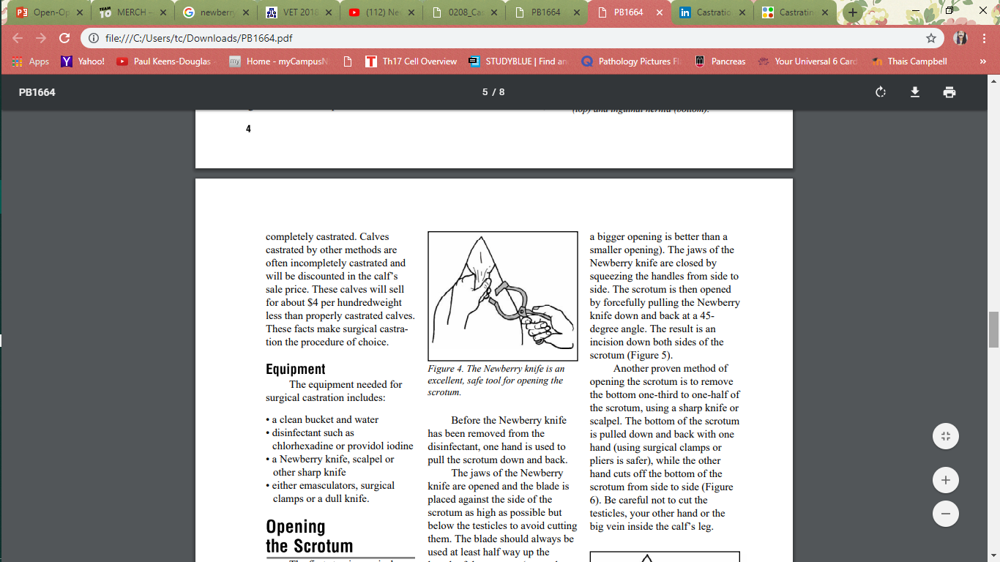 Open-Op
MERCH -
newberry
VET 2018
(112) Ne
0208_Cas
PB1664
PB1664
Castratio
Castratin
file:///C:/Users/tc/Downloads/PB1664.pdf
Apps
Yahoo!
Paul Keens-Douglas
my Home - myCampusN
Th17 Cell Overview
STUDYBLUE | Find an
Pathology Pictures Fl
Pancreas
Your Universal 6 Card
Thais Campbell
PB1664
5 / 8
(top) and inguinal hernia (bottom).
4
completely castrated. Calves
castrated by other methods are
often incompletely castrated and
will be discounted in the calf's
sale price. These calves will sell
for about $4 per hundredweight
less than properly castrated calves.
These facts make surgical castra-
tion the procedure of choice.
Equipment
The equipment needed for
surgical castration includes:
• a clean bucket and water
• disinfectant such as
chlorhexadine or providol iodine
• a Newberry knife, scalpel or
other sharp knife
• either emasculators, surgical
clamps or a dull knife.
Opening
the Scrotum
Figure 4. The Newberry knife is an
excellent, safe tool for opening the
scrotum.
Before the Newberry knife
has been removed from the
disinfectant, one hand is used to
pull the scrotum down and back.
The jaws of the Newberry
knife are opened and the blade is
placed against the side of the
scrotum as high as possible but
below the testicles to avoid cutting
them. The blade should always be
used at least half way up the
a bigger opening is better than a
smaller opening). The jaws of the
Newberry knife are closed by
squeezing the handles from side to
side. The scrotum is then opened
by forcefully pulling the Newberry
knife down and back at a 45-
degree angle. The result is an
incision down both sides of the
scrotum (Figure 5).
Another proven method of
opening the scrotum is to remove
the bottom one-third to one-half of
the scrotum, using a sharp knife or
scalpel. The bottom of the scrotum
is pulled down and back with one
hand (using surgical clamps or
pliers is safer), while the other
hand cuts off the bottom of the
scrotum from side to side (Figure
6). Be careful not to cut the
testicles, your other hand or the
big vein inside the calf's leg.